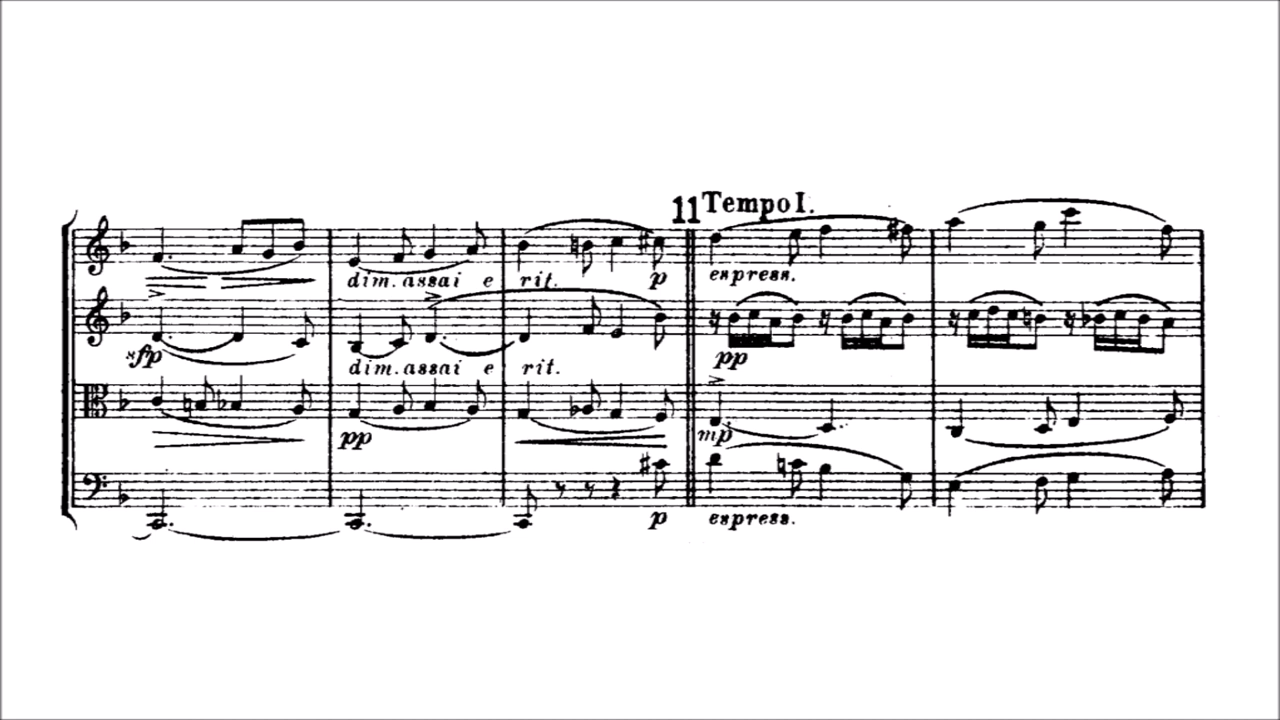 11 Tempo I.
dim. assai e rit. p espress.
sfp pp
dim. assai e rit.
pp mp
p espress.